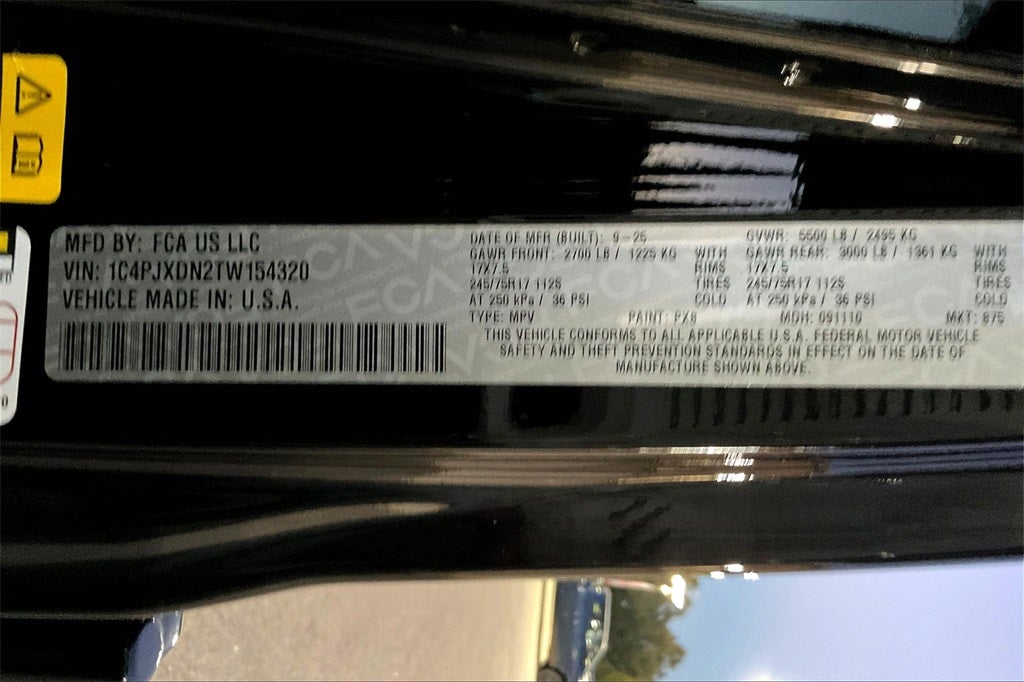 MFD BY: FCA US LLC
VIN: 1C4PJXDN2TW154320
VEHICLE MADE IN: U.S.A.
DATE OF MFR (BUILT): 9-25 GVWR: 5500 LB / 2495 KG
GAWR FRONT: 2700 LB / 1225 KG WITH GAWR REAR: 3000 LB / 1361 KG WITH
17X7.5 RIMS 17X7.5 RIMS
245/75R17 112S TIRES 245/75R17 112S TIRES
AT 250 kPa / 36 PSI COLD AT 250 kPa / 36 PSI COLD
TYPE: MPV PAINT: PX8 MDH: 091110 MKT: 875
THIS VEHICLE CONFORMS TO ALL APPLICABLE U.S.A. FEDERAL MOTOR VEHICLE
SAFETY AND THEFT PREVENTION STANDARDS IN EFFECT ON THE DATE OF
MANUFACTURE SHOWN ABOVE.